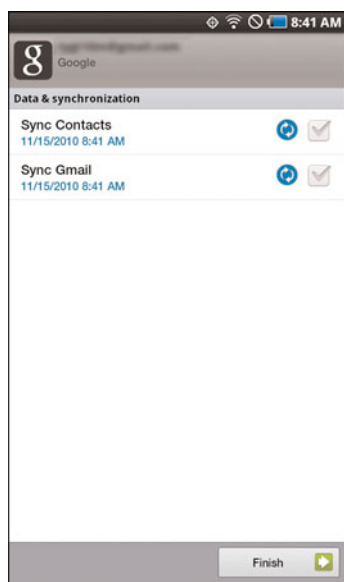 8:41 AM
g
Google
Data & synchronization
Sync Contacts
11/15/2010 8:41 AM
Sync Gmail
11/15/2010 8:41 AM
Finish